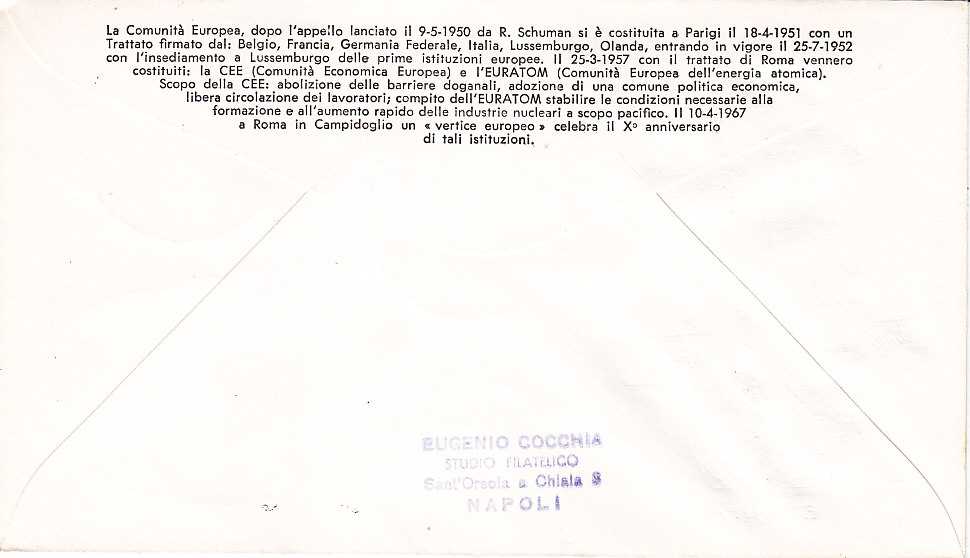 La Comunità Europea, dopo l'appello lanciato il 9-5-1950 da R. Schuman si è costituita a Parigi il 18-4-1951 con un
Trattato firmato dal: Belgio, Francia, Germania Federale, Italia, Lussemburgo, Olanda, entrando in vigore il 25-7-1952
con l'insediamento a Lussemburgo delle prime istituzioni europee. Il 25-3-1957 con il trattato di Roma vennero
costituiti: la CEE (Comunità Economica Europea) e l'EURATOM (Comunità Europea dell'energia atomica).
Scopo della CEE: abolizione delle barriere doganali, adozione di una comune politica economica,
libera circolazione dei lavoratori; compito dell'EURATOM stabilire le condizioni necessarie alla
formazione e all'aumento rapido delle industrie nucleari a scopo pacifico. Il 10-4-1967
a Roma in Campidoglio un « vertice europeo » celebra il Xº anniversario
di tali istituzioni.
EUGENIO COCCHIA
STUDIO FILATELICO
Sant'Orsola a Chiaia 8
NAPOLI